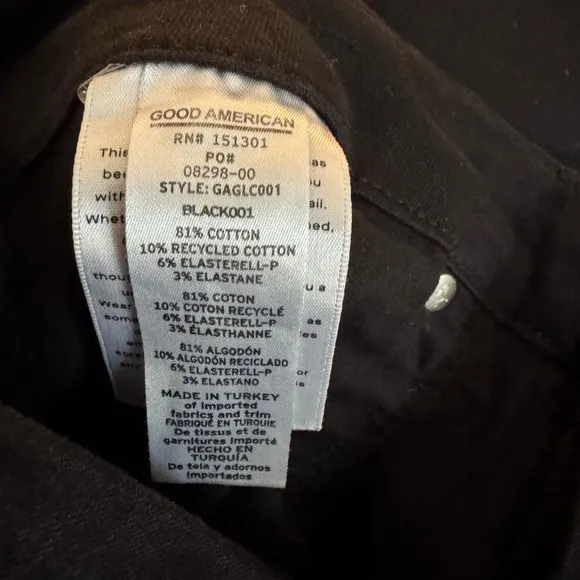 GOOD AMERICAN
RN# 151301
PO#
08298-00
STYLE: GAGLC001
BLACK001
81% COTTON
10% RECYCLED COTTON
6% ELASTERELL-P
3% ELASTANE
81% COTON
10% COTON RECYCLÉ
6% ELASTERELL-P
3% ÉLASTHANNE
81% ALGODÓN
10% ALGODÓN RECICLADO
6% ELASTERELL-P
3% ELASTANO
MADE IN TURKEY
of imported
fabrics and trim
FABRIQUÉ EN TURQUIE
De tissus et de
garnitures importé
HECHO EN
TURQUÍA
De tela y adornos
importados